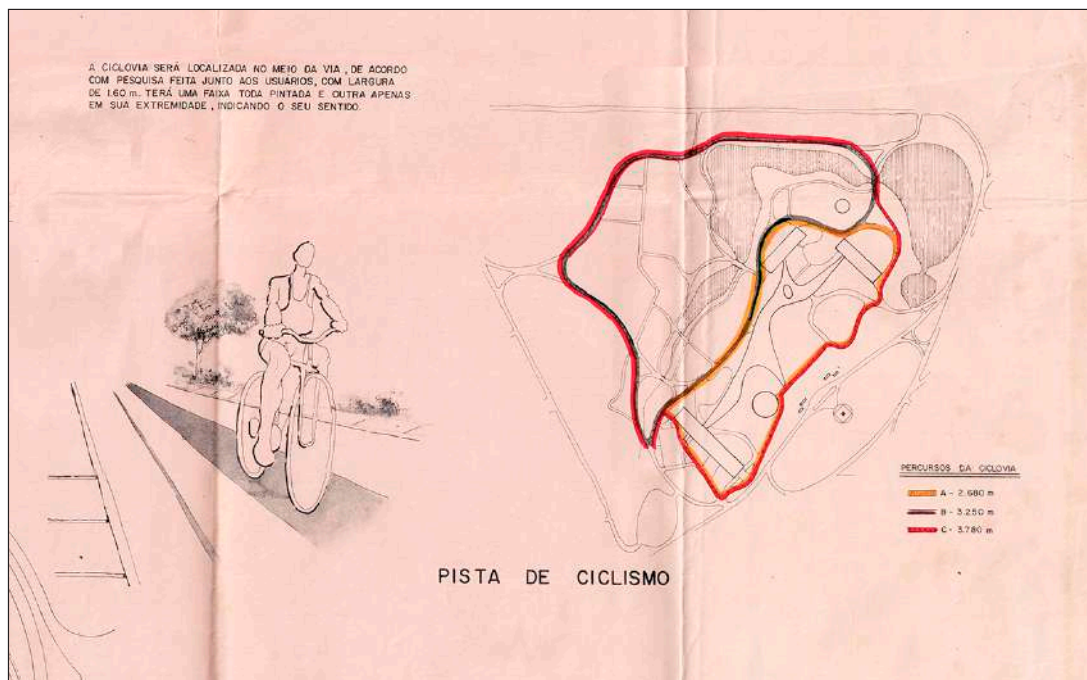 A CICLOVIA SERÁ LOCALIZADA NO MEIO DA VIA, DE ACORDO
COM PESQUISA FEITA JUNTO AOS USUÁRIOS, COM LARGURA
DE 1.60 m. TERÁ UMA FAIXA TODA PINTADA E OUTRA APENAS
EM SUA EXTREMIDADE, INDICANDO O SEU SENTIDO.
PERCURSOS DA CICLOVIA
A - 2.680 m
B - 3.250 m
C - 3.780 m
PISTA DE CICLISMO